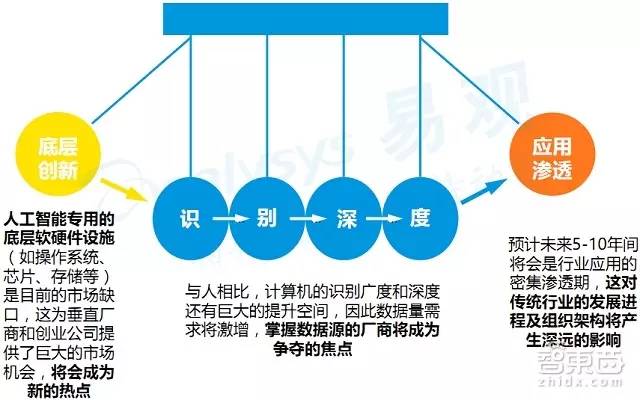 底层
创新
识 别 深 度
应用
渗透
人工智能专用的
底层软硬件设施
（如操作系统、
芯片、存储等）
是目前的市场缺
口，这为垂直厂
商和创业公司提
供了巨大的市场
机会，将会成为
新的热点
与人相比，计算机的识别广度和深度
还有巨大的提升空间，因此数据量需
求将激增，掌握数据源的厂商将成为
争夺的焦点
预计未来5-10年间
将会是行业应用的
密集渗透期，这对
传统行业的发展进
程及组织架构将产
生深远的影响
易观
智東西
zhidx.com